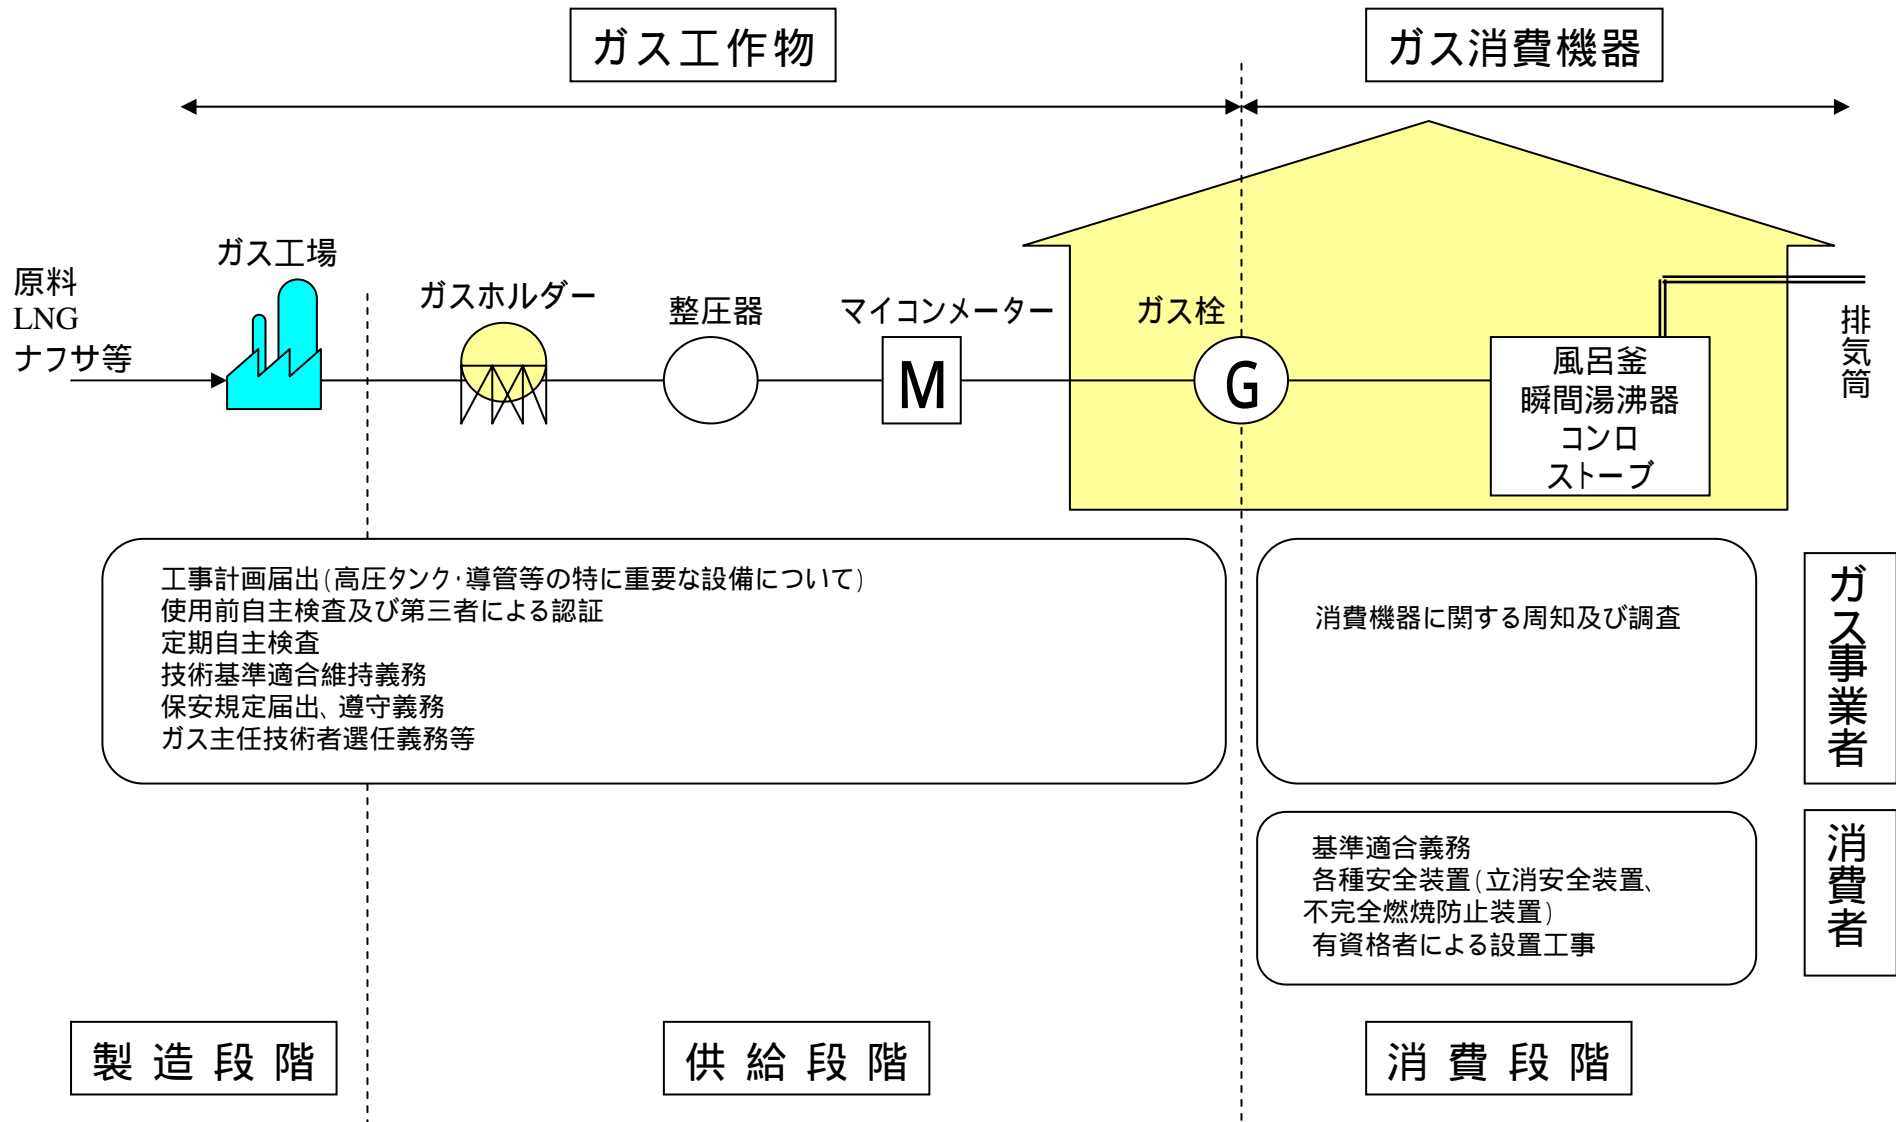 ガス工作物
ガス消費機器
原料
LNG
ナフサ等
ガス工場
ガスホルダー
整圧器
マイコンメーター
M
ガス栓
G
風呂釜
瞬間湯沸器
コンロ
ストーブ
排気筒
工事計画届出(高圧タンク・導管等の特に重要な設備について)
使用前自主検査及び第三者による認証
定期自主検査
技術基準適合維持義務
保安規定届出、遵守義務
ガス主任技術者選任義務等
消費機器に関する周知及び調査
ガス事業者
基準適合義務
各種安全装置(立消安全装置、
不完全燃焼防止装置)
有資格者による設置工事
消費者
製造段階
供給段階
消費段階